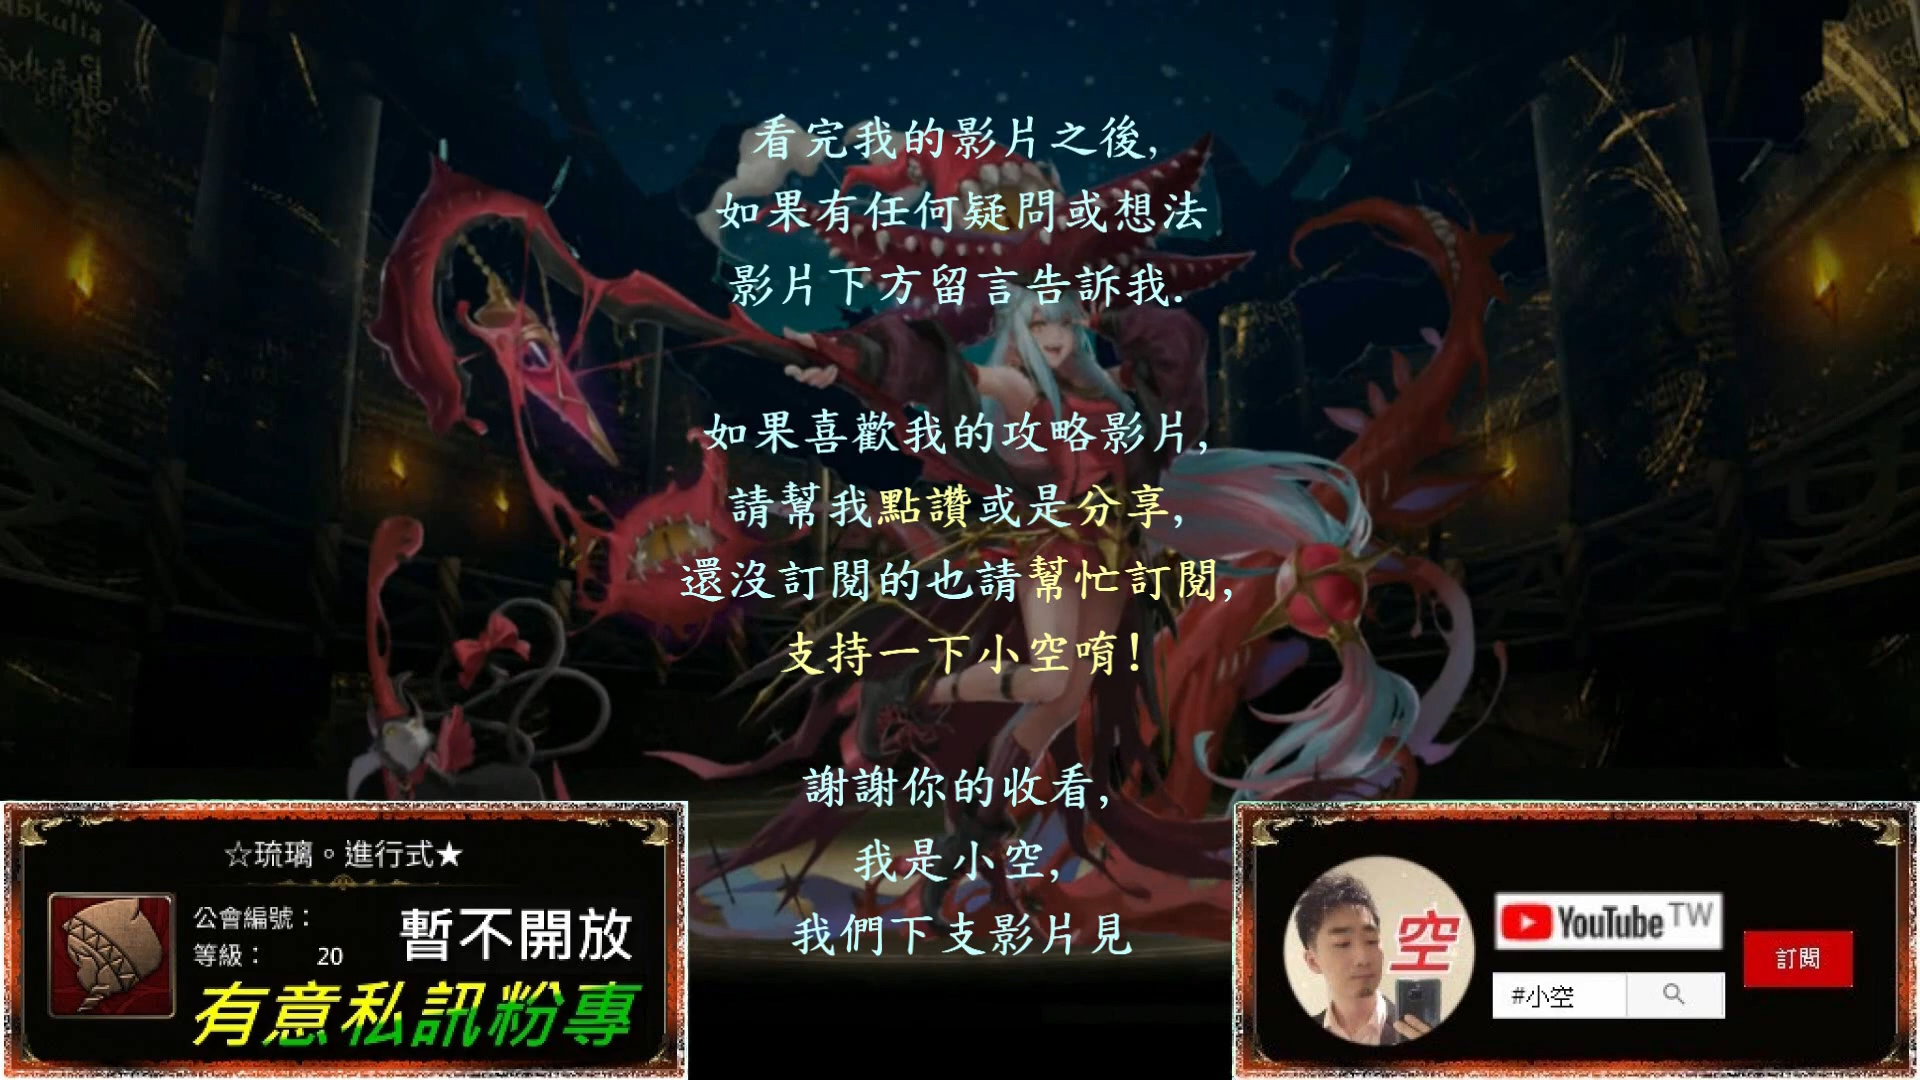 看完我的影片之後,
如果有任何疑問或想法
影片下方留言告訴我.
如果喜歡我的攻略影片,
請幫我點讚或是分享,
還沒訂閱的也請幫忙訂閱,
支持一下小空唷!
謝謝你的收看,
我是小空,
我們下支影片見
☆琉璃。進行式★
公會編號：
暫不開放
等級： 20
有意私訊粉專
空
YouTube TW
訂閱
#小空